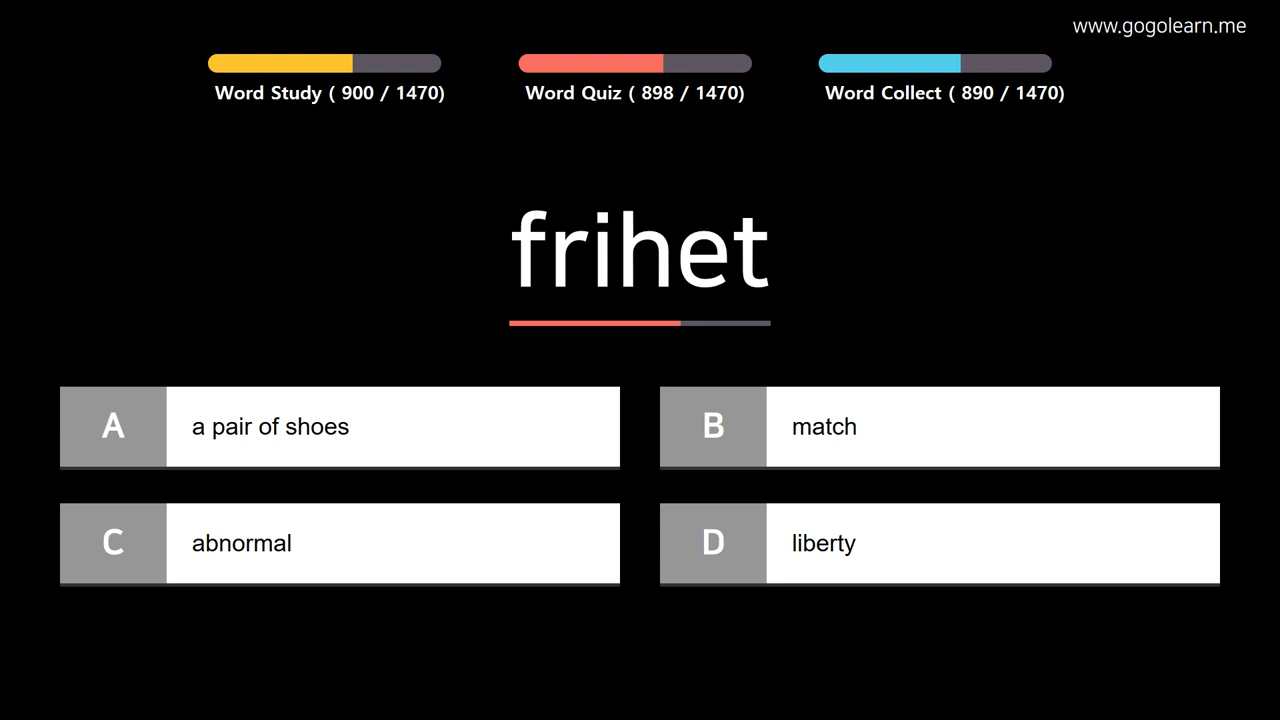 www.gogolearn.me
Word Study ( 900 / 1470)
Word Quiz ( 898 / 1470)
Word Collect ( 890 / 1470)
frihet
A a pair of shoes
B match
C abnormal
D liberty